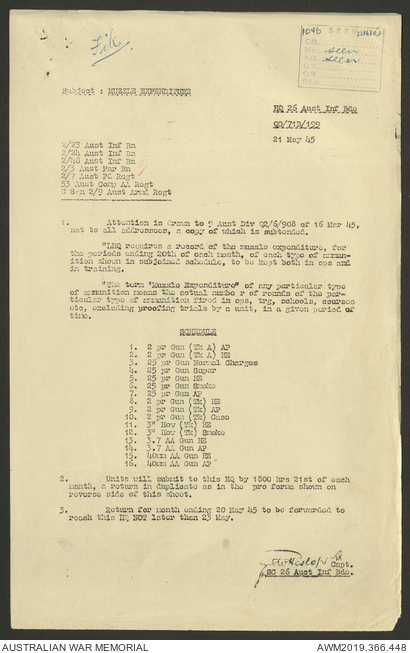 File
1046 SEEN 22/6/02
CO.
seen
seen
Subject : MUZZLE EXPENDITURE
HQ 26 Aust Inf Bde
QQ/71B/199
21 May 45
2/23 Aust Inf Bn
2/24 Aust Inf Bn
2/48 Aust Inf Bn
2/3 Aust Pnr Bn
2/7 Aust Fd Regt
53 Aust Comp AA Regt
C Sqn 2/9 Aust Armd Regt
1. Attention is drawn to 9 Aust Div Q2/6/908 of 16 Mar 45,
not to all addressees, a copy of which is subtended.
"LHQ requires a record of the muzzle expenditure, for
the periods ending 20th of each month, of each type of ammun-
ition shown in subjoined schedule, to be kept both in ops and
in training.
"The term 'Muzzle Expenditure' of any particular type
of ammunition means the actual number of rounds of the par-
ticular type of ammunition fired in ops, trg, schools, courses
etc, excluding proofing trials by a unit, in a given period of
time.
SCHEDULE
1. 2 pr Gun (Tk A) AP
2. 2 pr Gun (Tk A) HE
3. 25 pr Gun Normal Charges
4. 25 pr Gun Super
5. 25 pr Gun HE
6. 25 pr Gun Smoke
7. 25 pr Gun AP
8. 2 pr Gun (Tk) HE
9. 2 pr Gun (Tk) AP
10. 2 pr Gun (Tk) Case
11. 3" How (Tk) HE
12. 3" How (Tk) Smoke
13. 3.7 AA Gun HE
14. 3.7 AA Gun AP
15. 40mm AA Gun HE
16. 40mm AA Gun AP
2. Units will submit to this HQ by 1800 hrs 21st of each
month, a return in duplicate as in the pro forma shown on
reverse side of this sheet.
3. Return for month ending 20 May 45 to be forwarded to
reach this HQ NOT later than 23 May.
Capt.
SC 26 Aust Inf Bde.
AUSTRALIAN WAR MEMORIAL
AWM2019.366.448